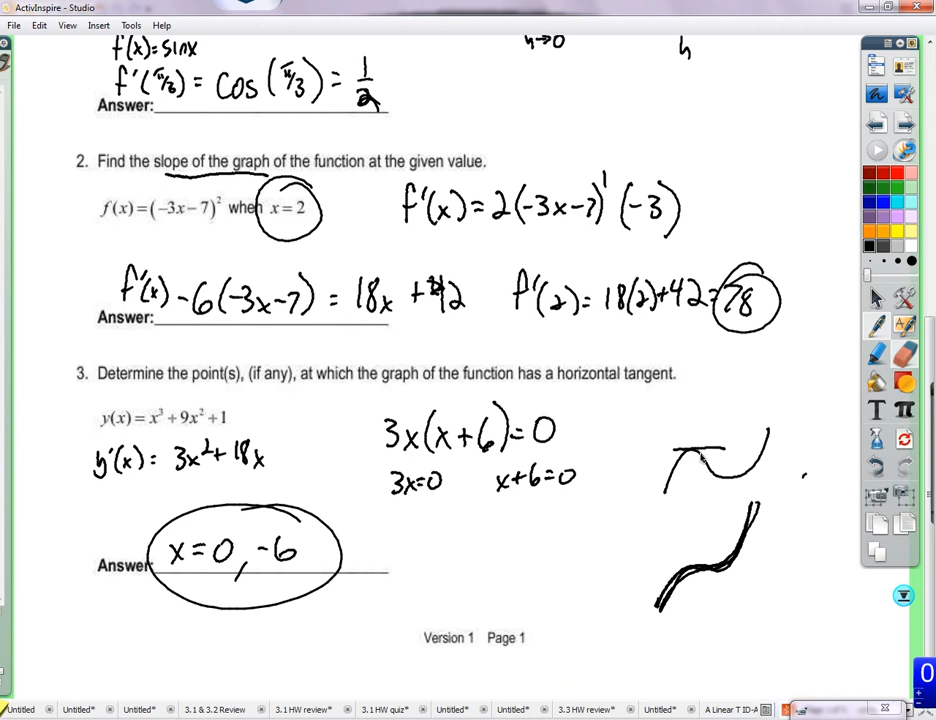 ActivInspire - Studio
File Edit View Insert Tools Help
f'(x)=sinx
h→0 h
f'(π/3) = cos(π/3) = 1/2
Answer:
2. Find the slope of the graph of the function at the given value.
f(x)=(-3x-7)² when x=2
f'(x)=2(-3x-7)¹(-3)
f'(x)-6(-3x-7) = 18x +42
f'(2)=18(2)+42=78
Answer:
3. Determine the point(s), (if any), at which the graph of the function has a horizontal tangent.
y(x)=x³+9x²+1
y'(x)= 3x²+18x
3x(x+6)=0
3x=0 x+6=0
Answer: x=0,-6
Version 1 Page 1
Untitled Untitled* Untitled* 3.1 & 3.2 Review 3.1 HW review* 3.1 HW quiz* Untitled* Untitled* 3.3 HW review* Untitled* A Linear T ID-A